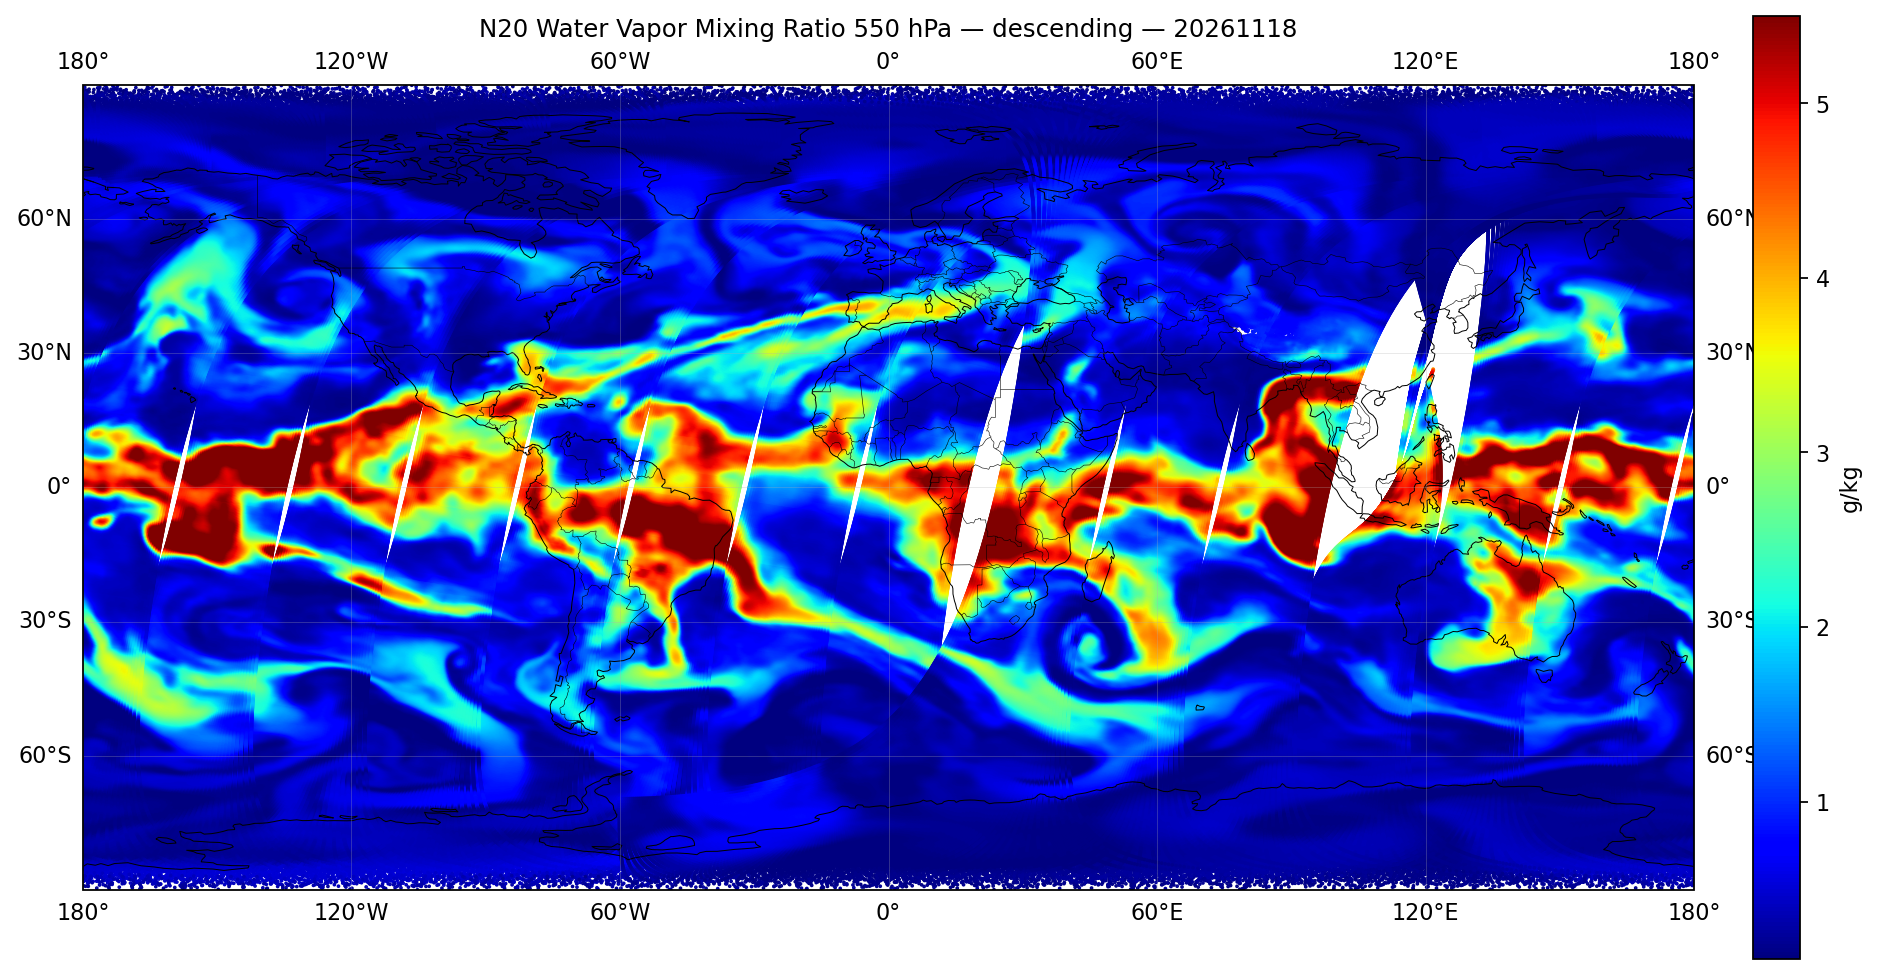 N20 Water Vapor Mixing Ratio 550 hPa — descending — 20261118
180° 120°W 60°W 0° 60°E 120°E 180°
60°N 60°N
30°N 30°N
0° 0°
30°S 30°S
60°S 60°S
180° 120°W 60°W 0° 60°E 120°E 180°
5
4
3
2
1
g/kg